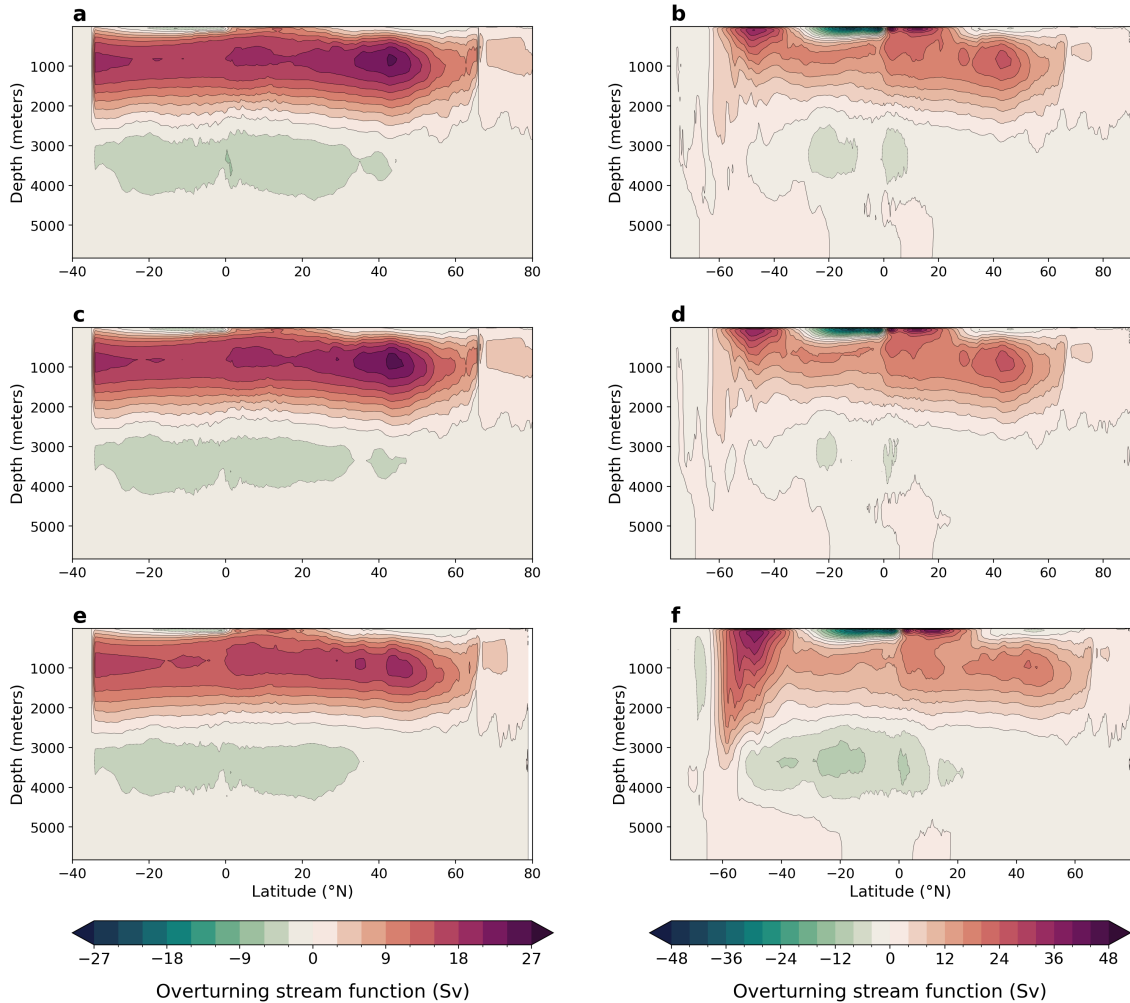 a
b
Depth (meters)
1000
2000
3000
4000
5000
−40 −20 0 20 40 60 80
Depth (meters)
1000
2000
3000
4000
5000
−60 −40 −20 0 20 40 60
c
d
Depth (meters)
1000
2000
3000
4000
5000
−40 −20 0 20 40 60 80
Depth (meters)
1000
2000
3000
4000
5000
−60 −40 −20 0 20 40 60
e
f
Depth (meters)
1000
2000
3000
4000
5000
−40 −20 0 20 40 60 80
Latitude (°N)
Depth (meters)
1000
2000
3000
4000
5000
−60 −40 −20 0 20 40 60
Latitude (°N)
−27 −18 −9 0 9 18 27
Overturning stream function (Sv)
−48 −36 −24 −12 0 12 24 36 48
Overturning stream function (Sv)